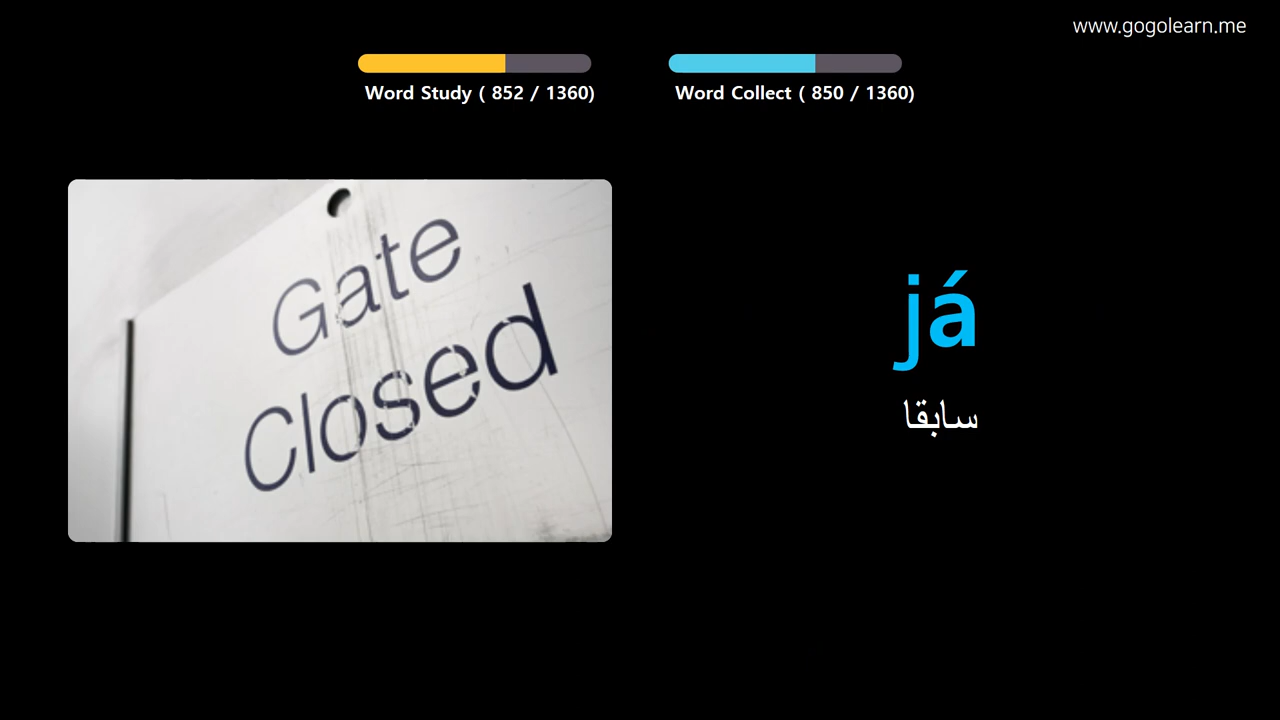 www.gogolearn.me
Word Study ( 852 / 1360)
Word Collect ( 850 / 1360)
Gate
Closed
já
سابقا